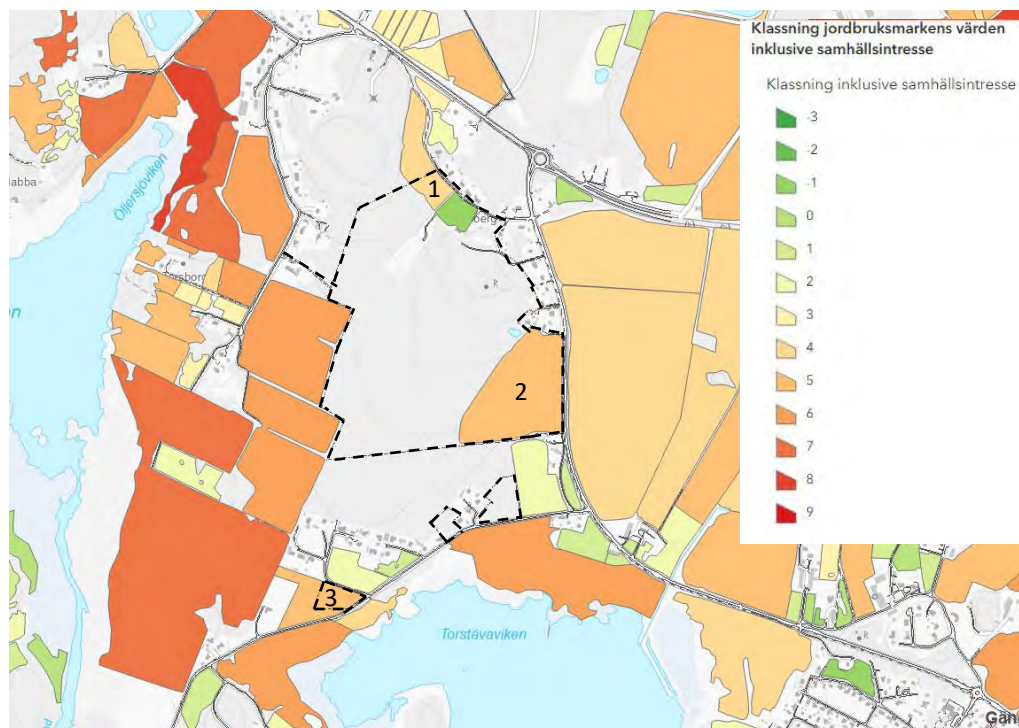 Klassning jordbruksmarkens värden
inklusive samhällsintresse
Klassning inklusive samhällsintresse
-3
-2
-1
0
1
2
3
4
5
6
7
8
9
Öljersjöviken
1
R
2
3
Torstäväviken
R
Gän